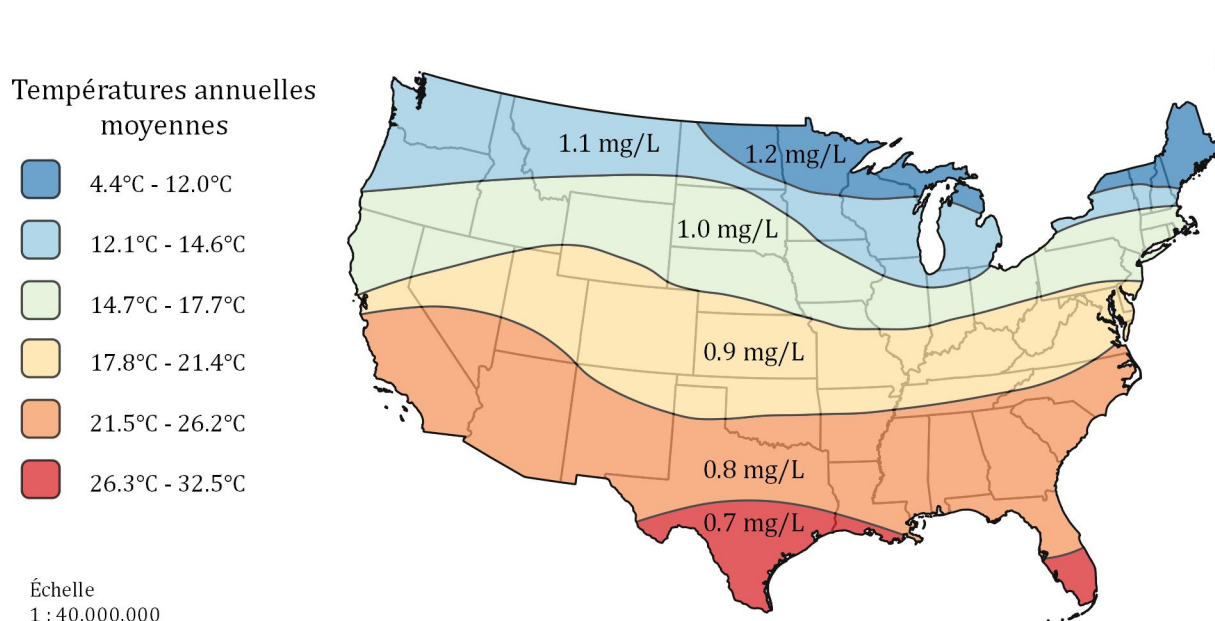 Températures annuelles
moyennes
4.4°C - 12.0°C
12.1°C - 14.6°C
14.7°C - 17.7°C
17.8°C - 21.4°C
21.5°C - 26.2°C
26.3°C - 32.5°C
Échelle
1 : 40.000.000
1.1 mg/L
1.2 mg/L
1.0 mg/L
0.9 mg/L
0.8 mg/L
0.7 mg/L